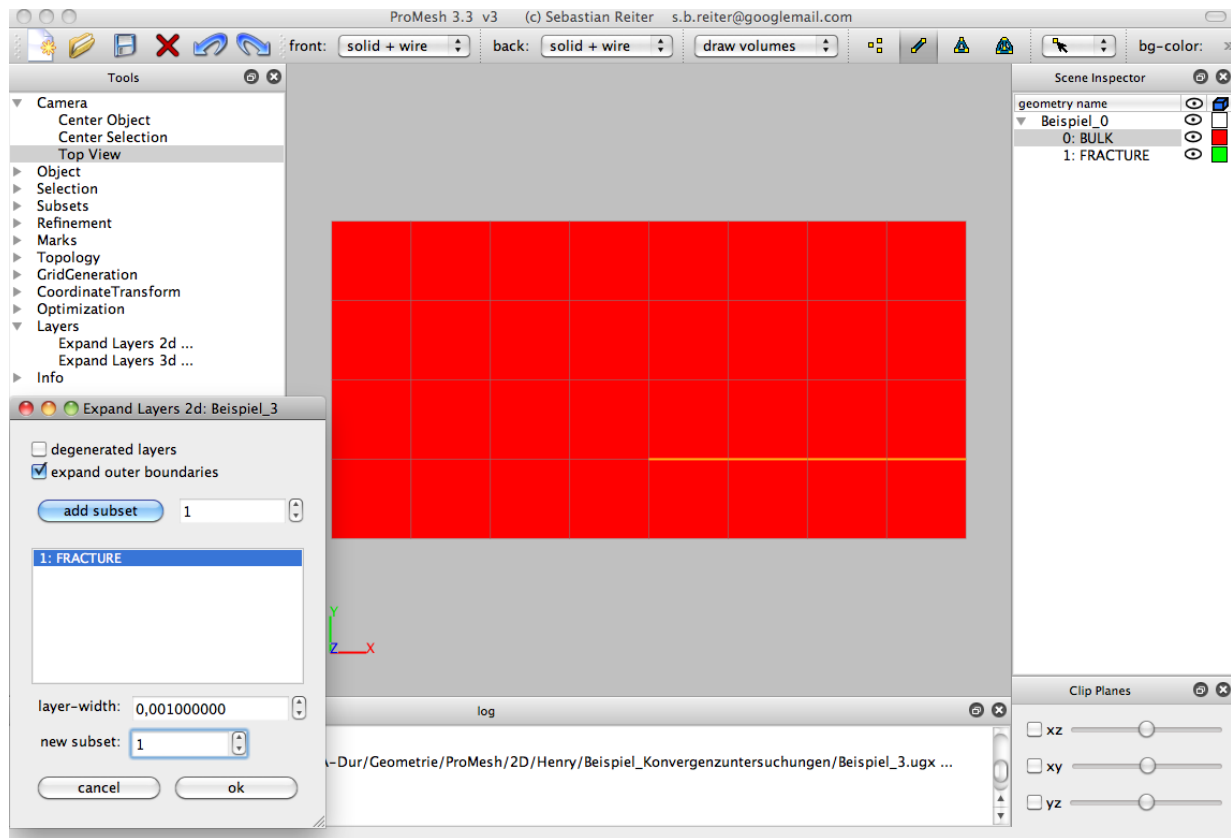 ProMesh 3.3 v3 (c) Sebastian Reiter s.b.reiter@googlemail.com
front: solid + wire back: solid + wire draw volumes bg-color:
Tools
Camera
Center Object
Center Selection
Top View
Object
Selection
Subsets
Refinement
Marks
Topology
GridGeneration
CoordinateTransform
Optimization
Layers
Expand Layers 2d ...
Expand Layers 3d ...
Info
Expand Layers 2d: Beispiel_3
degenerated layers
expand outer boundaries
add subset 1
1: FRACTURE
layer-width: 0,001000000
new subset: 1
cancel ok
Y
Z X
log
A-Dur/Geometrie/ProMesh/2D/Henry/Beispiel_Konvergenzuntersuchungen/Beispiel_3.ugx ...
Scene Inspector
geometry name
Beispiel_0
0: BULK
1: FRACTURE
Clip Planes
xz
xy
yz